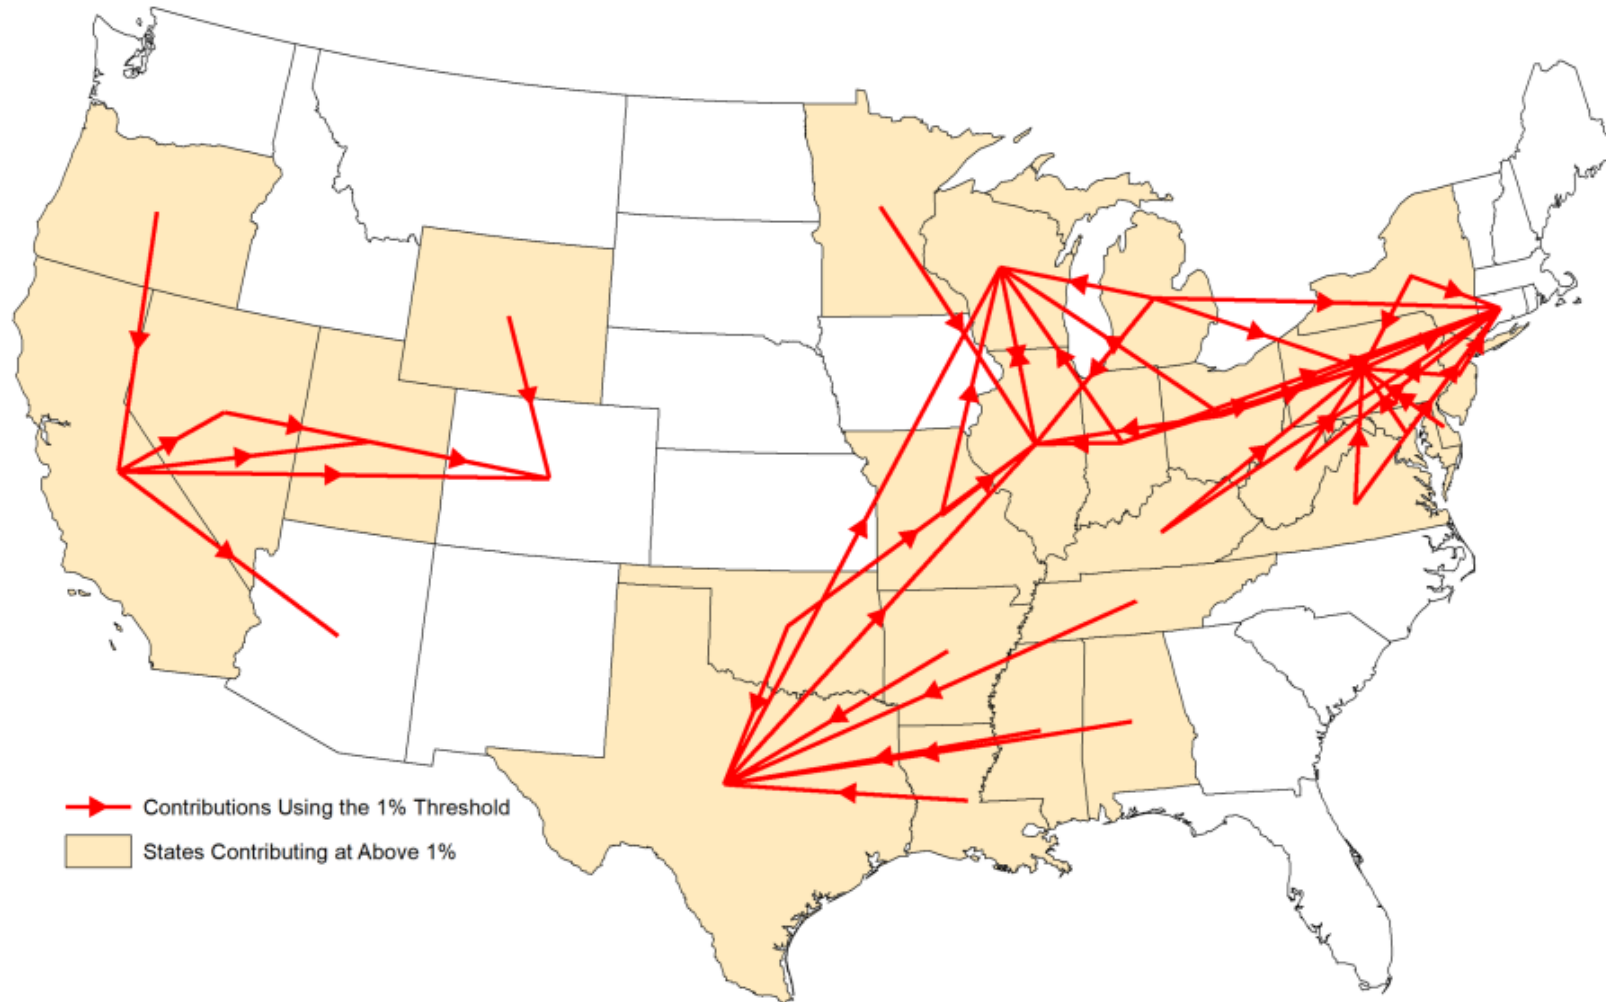 Contributions Using the 1% Threshold
States Contributing at Above 1%